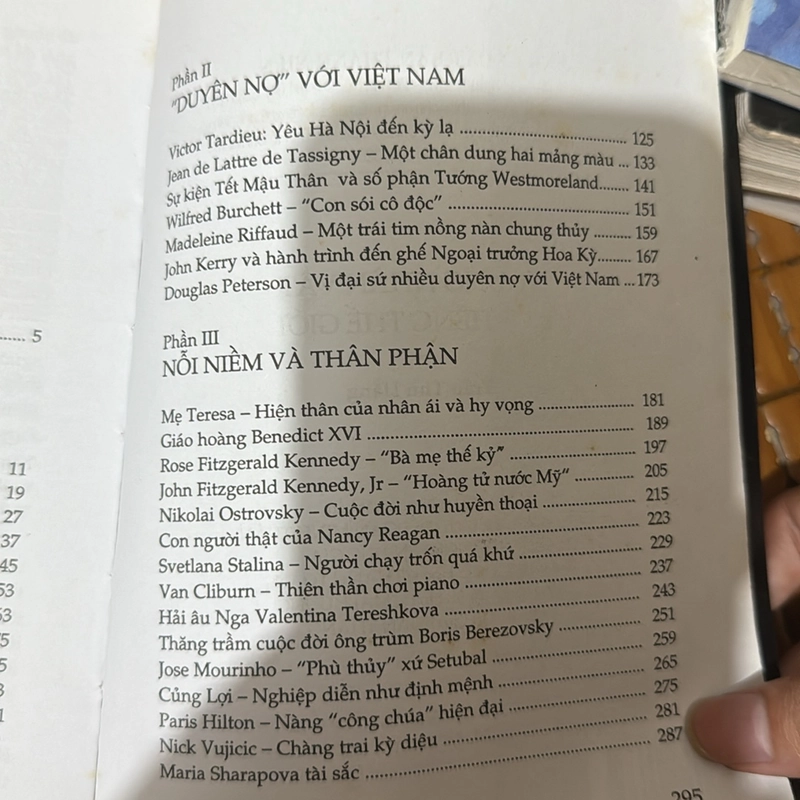 5
11
19
27
37
45
53
Phần II
"DUYÊN NỢ" VỚI VIỆT NAM
Victor Tardieu: Yêu Hà Nội đến kỳ lạ ........ 125
Jean de Lattre de Tassigny – Một chân dung hai mảng màu ... 133
Sự kiện Tết Mậu Thân và số phận Tướng Westmoreland........ 141
Wilfred Burchett – "Con sói cô độc" ........ 151
Madeleine Riffaud – Một trái tim nồng nàn chung thủy ........ 159
John Kerry và hành trình đến ghế Ngoại trưởng Hoa Kỳ........ 167
Douglas Peterson – Vị đại sứ nhiều duyên nợ với Việt Nam ... 173
Phần III
NỖI NIỀM VÀ THÂN PHẬN
Mẹ Teresa – Hiện thân của nhân ái và hy vọng ........ 181
Giáo hoàng Benedict XVI ........ 189
Rose Fitzgerald Kennedy – "Bà mẹ thế kỷ" ........ 197
John Fitzgerald Kennedy, Jr – "Hoàng tử nước Mỹ" ........ 205
Nikolai Ostrovsky – Cuộc đời như huyền thoại ........ 215
Con người thật của Nancy Reagan ........ 223
Svetlana Stalina – Người chạy trốn quá khứ ........ 229
Van Cliburn – Thiên thần chơi piano ........ 237
Hải âu Nga Valentina Tereshkova ........ 243
Thăng trầm cuộc đời ông trùm Boris Berezovsky ........ 251
Jose Mourinho – "Phù thủy" xứ Setubal ........ 259
Củng Lợi – Nghiệp diễn như định mệnh ........ 265
Paris Hilton – Nàng "công chúa" hiện đại ........ 275
Nick Vujicic – Chàng trai kỳ diệu ........ 281
Maria Sharapova tài sắc ........ 287
295